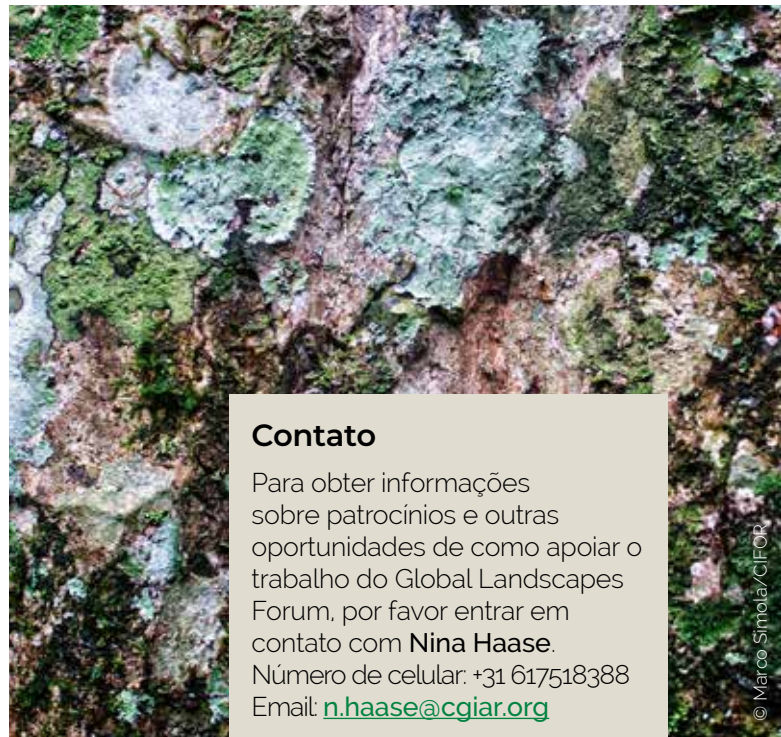 Contato
Para obter informações
sobre patrocínios e outras
oportunidades de como apoiar o
trabalho do Global Landscapes
Forum, por favor entrar em
contato com Nina Haase.
Número de celular: +31 617518388
Email: n.haase@cgiar.org
© Marco Simola/CIFOR